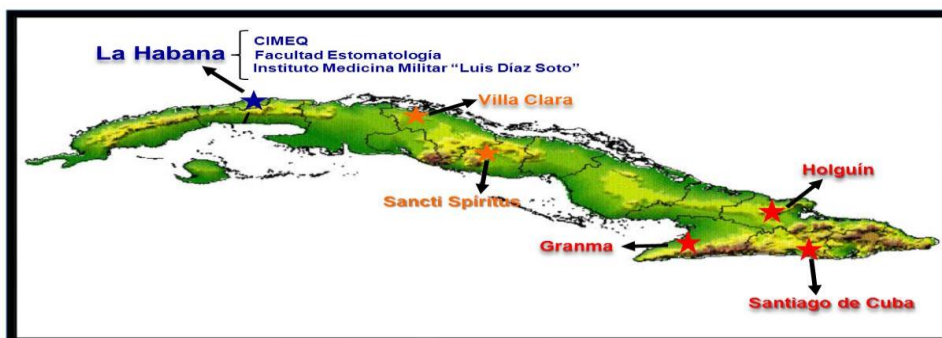 CIMEQ
La Habana
Facultad Estomatología
Instituto Medicina Militar “Luis Díaz Soto”
Villa Clara
Holguín
Sancti Spíritus
Granma
Santiago de Cuba